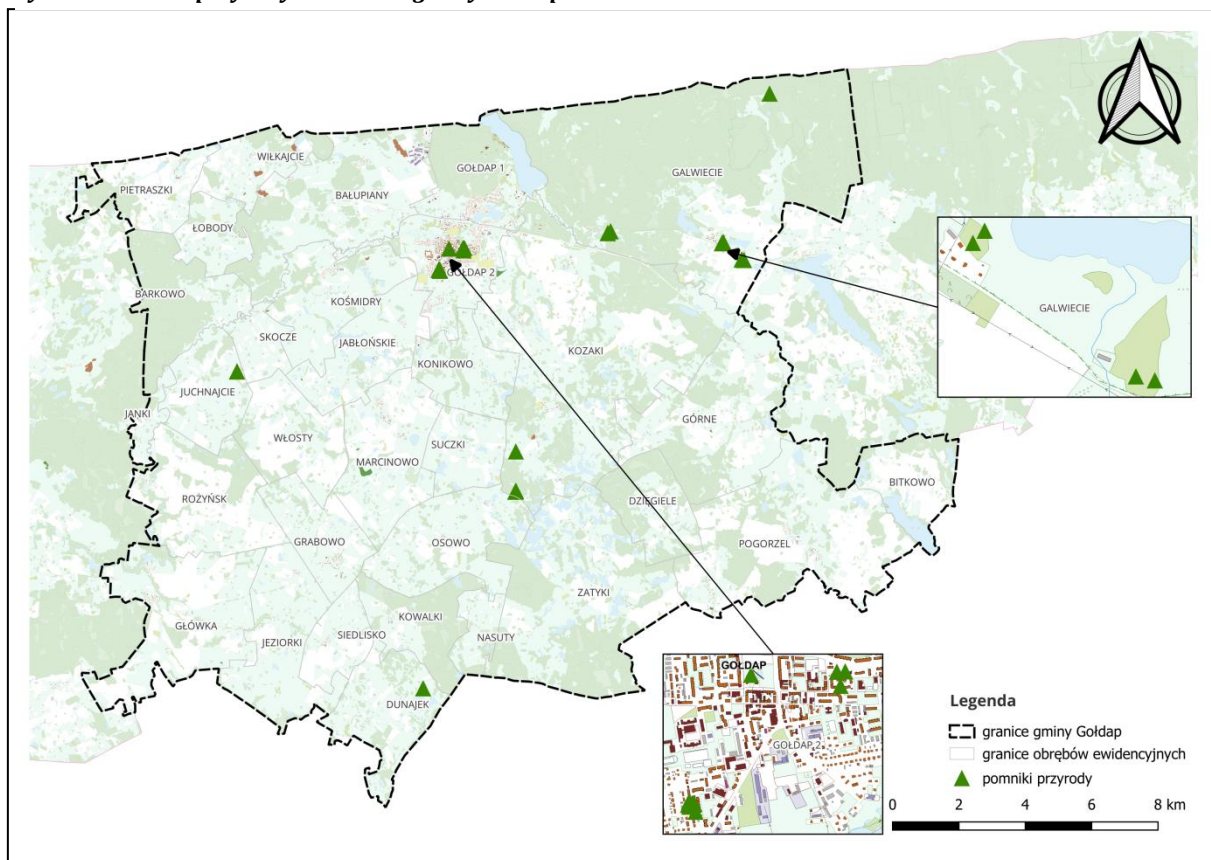 GOŁDAP 1
GALWIECIE
WIŁKAJCIE
PIETRASZKI
BAŁUPIANY
ŁOBODY
GOŁDAP 2
BARKOWO
KOŚMIDRY
SKOCZE
JABŁOŃSKIE
KOZAKI
KONIKOWO
JUCHNAJCIE
JANKI
GÓRNE
WŁOSTY
SUCZKI
MARCINOWO
BITKOWO
ROŻYŃSK
DZIĘGIELE
GRABOWO
OSOWO
POGORZEL
ZATYKI
KOWALKI
GŁÓWKA
SIEDLISKO
NASUTY
JEZIORKI
DUNAJEK
GALWIECIE
GOŁDAP
GOŁDAP 2
Legenda
granice gminy Gołdap
granice obrębów ewidencyjnych
pomniki przyrody
0 2 4 6 8 km